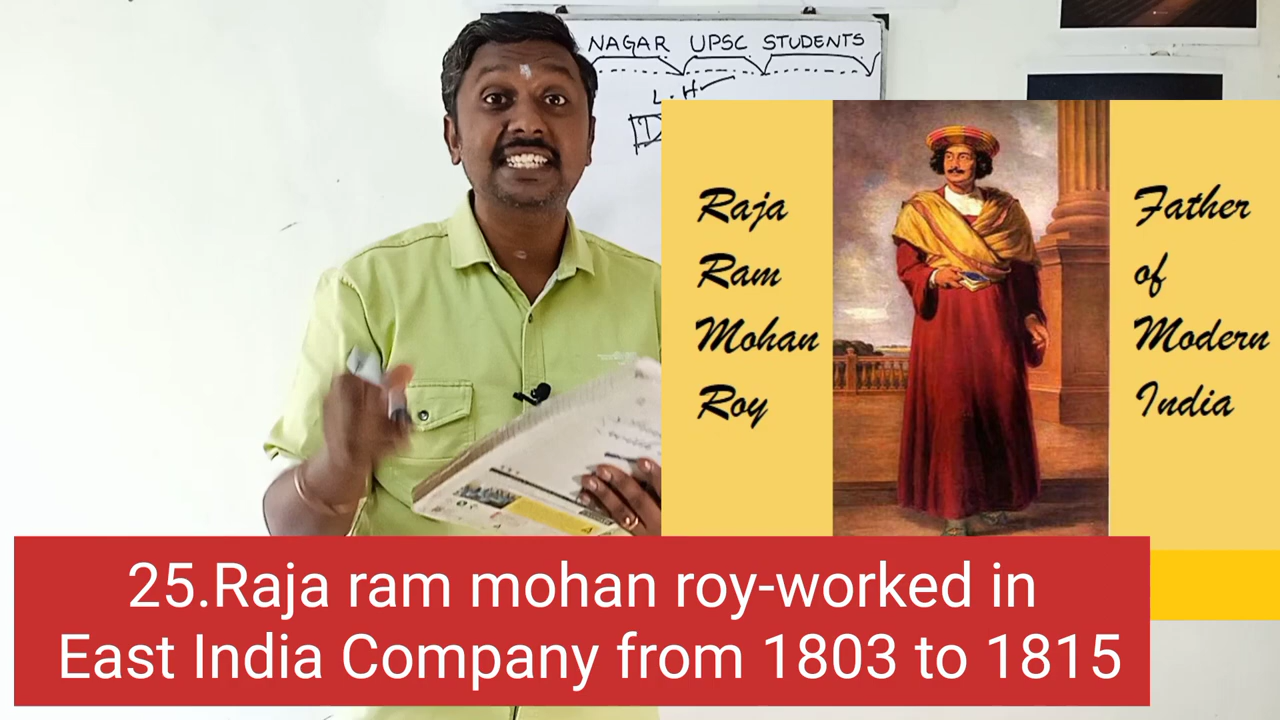 NAGAR UPSC STUDENTS
L.H
Raja
Ram
Mohan
Roy
Father
of
Modern
India
25.Raja ram mohan roy-worked in
East India Company from 1803 to 1815